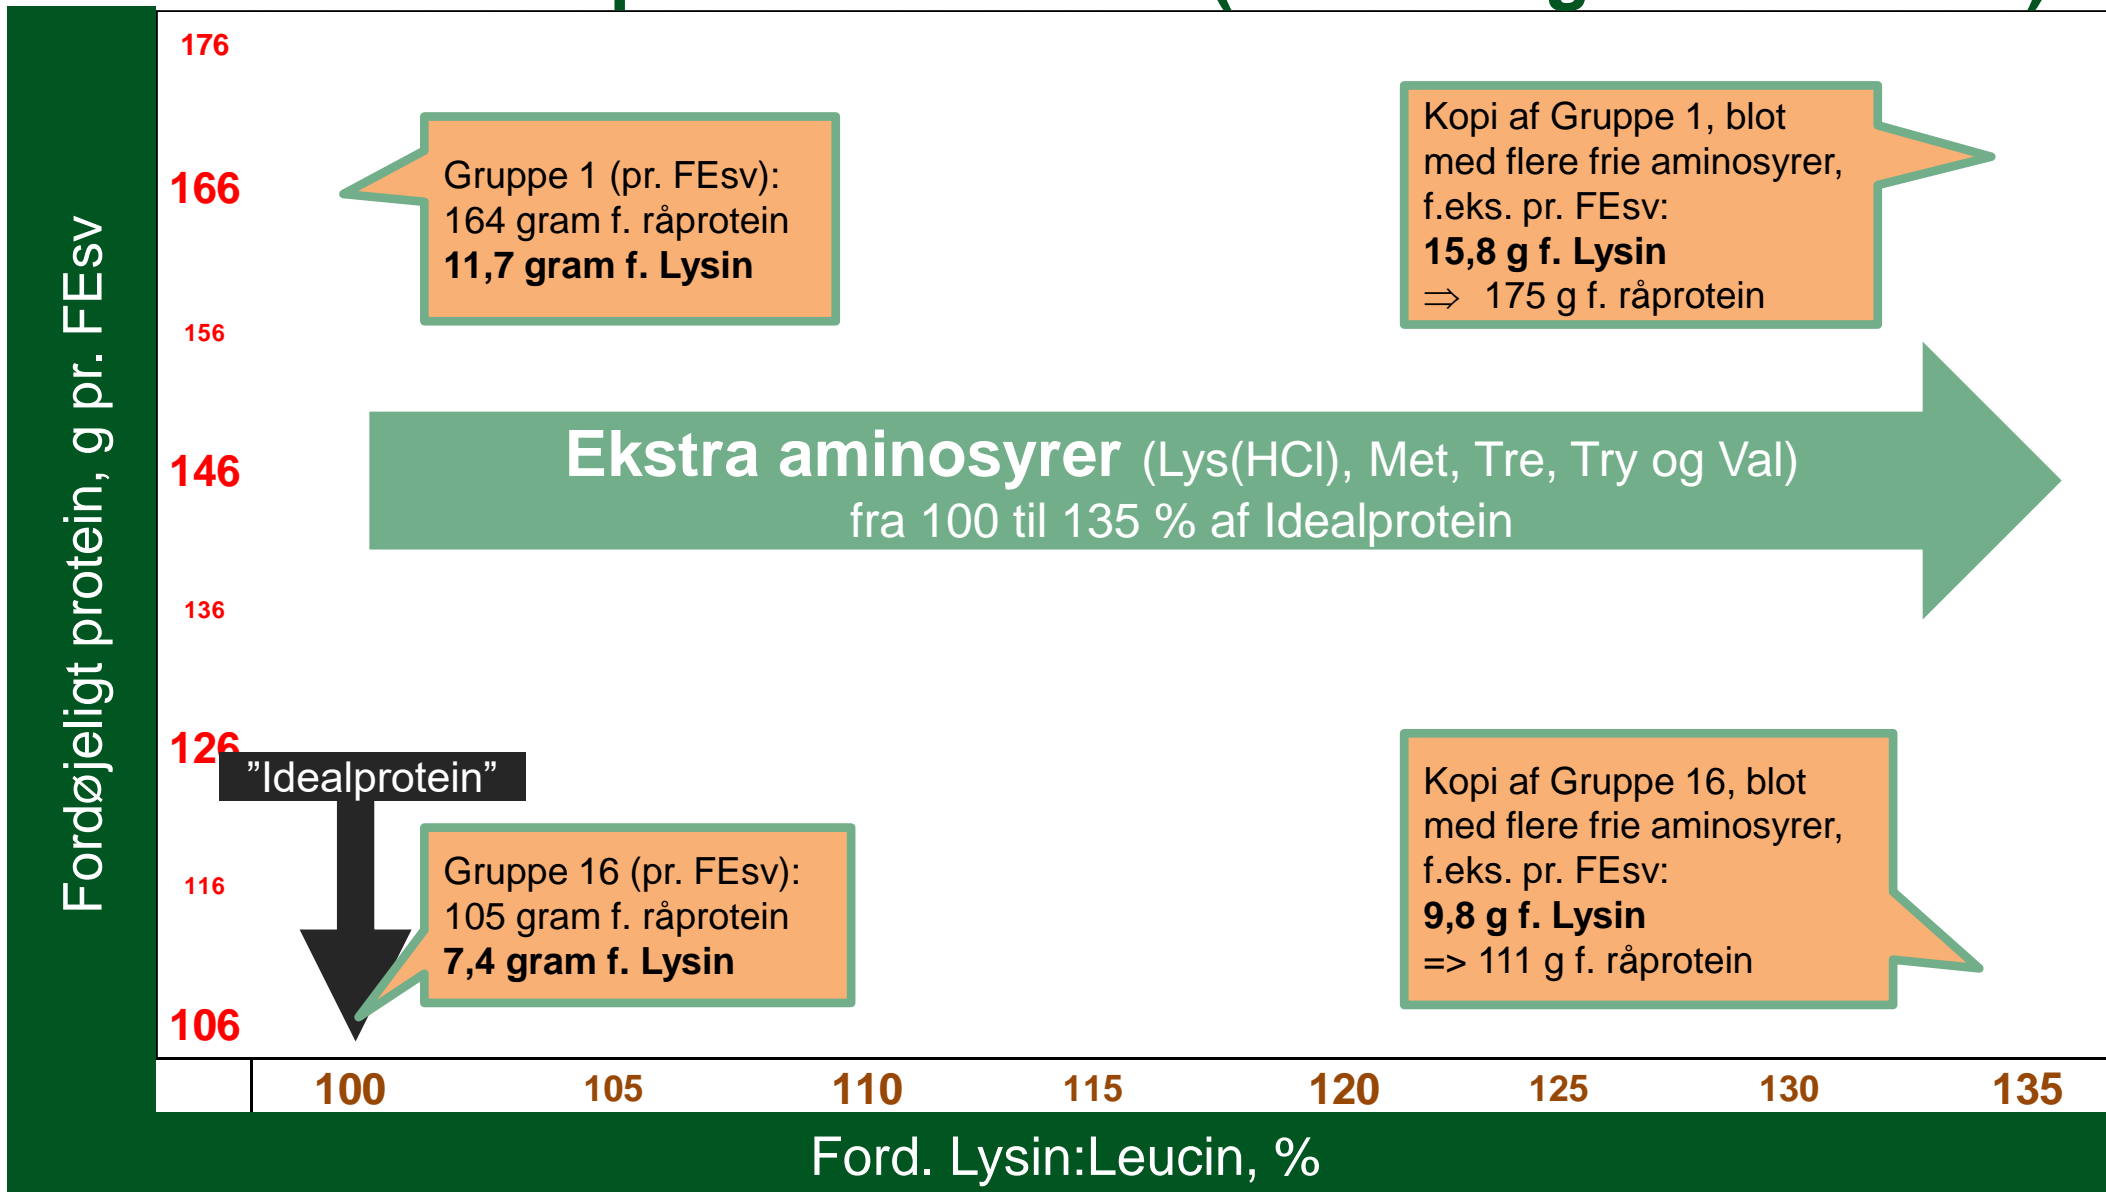 176
166
156
146
136
126
116
106
Fordøjeligt protein, g pr. FEsv
Gruppe 1 (pr. FEsv):
164 gram f. råprotein
11,7 gram f. Lysin
Kopi af Gruppe 1, blot
med flere frie aminosyrer,
f.eks. pr. FEsv:
15,8 g f. Lysin
⇒ 175 g f. råprotein
Ekstra aminosyrer (Lys(HCl), Met, Tre, Try og Val)
fra 100 til 135 % af Idealprotein
”Idealprotein”
Gruppe 16 (pr. FEsv):
105 gram f. råprotein
7,4 gram f. Lysin
Kopi af Gruppe 16, blot
med flere frie aminosyrer,
f.eks. pr. FEsv:
9,8 g f. Lysin
=> 111 g f. råprotein
100 105 110 115 120 125 130 135
Ford. Lysin:Leucin, %